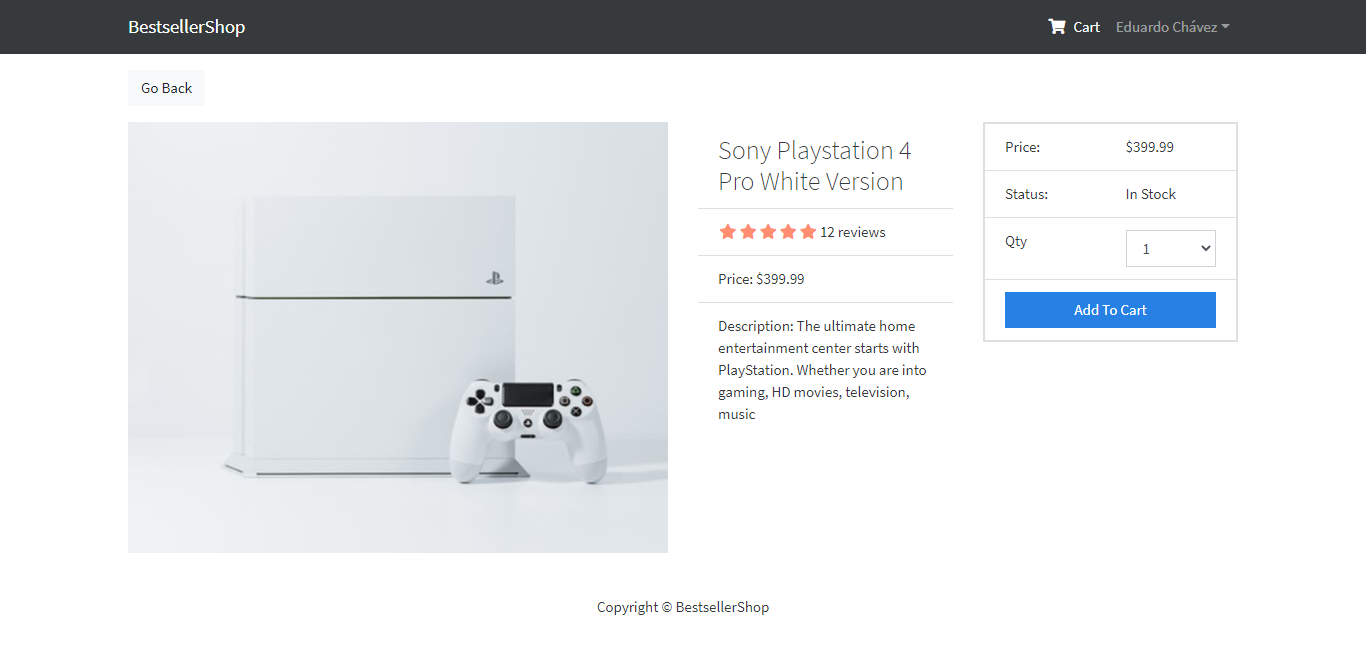 BestsellerShop
Cart Eduardo Chávez
Go Back
Sony Playstation 4
Pro White Version
12 reviews
Price: $399.99
Description: The ultimate home
entertainment center starts with
PlayStation. Whether you are into
gaming, HD movies, television,
music
Price: $399.99
Status: In Stock
Qty 1
Add To Cart
Copyright © BestsellerShop